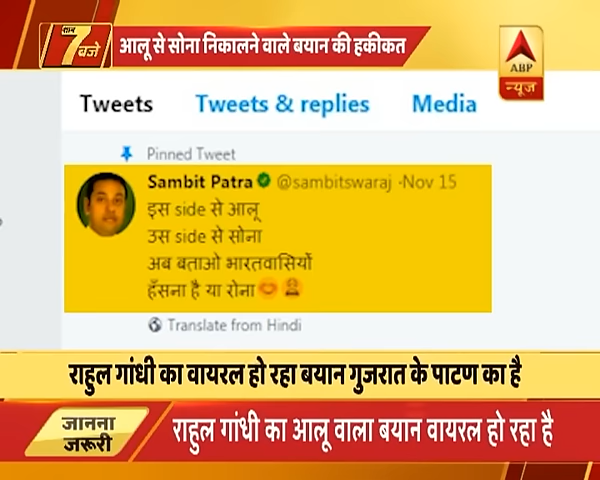 शाम
7 बजे
आलू से सोना निकालने वाले बयान की हकीकत
ABP
न्यूज़
Tweets Tweets & replies Media
Pinned Tweet
Sambit Patra @sambitswaraj -Nov 15
इस side से आलू
उस side से सोना
अब बताओ भारतवासियों
हँसना है या रोना
Translate from Hindi
राहुल गांधी का वायरल हो रहा बयान गुजरात के पाटण का है
जानना
जरूरी
राहुल गांधी का आलू वाला बयान वायरल हो रहा है